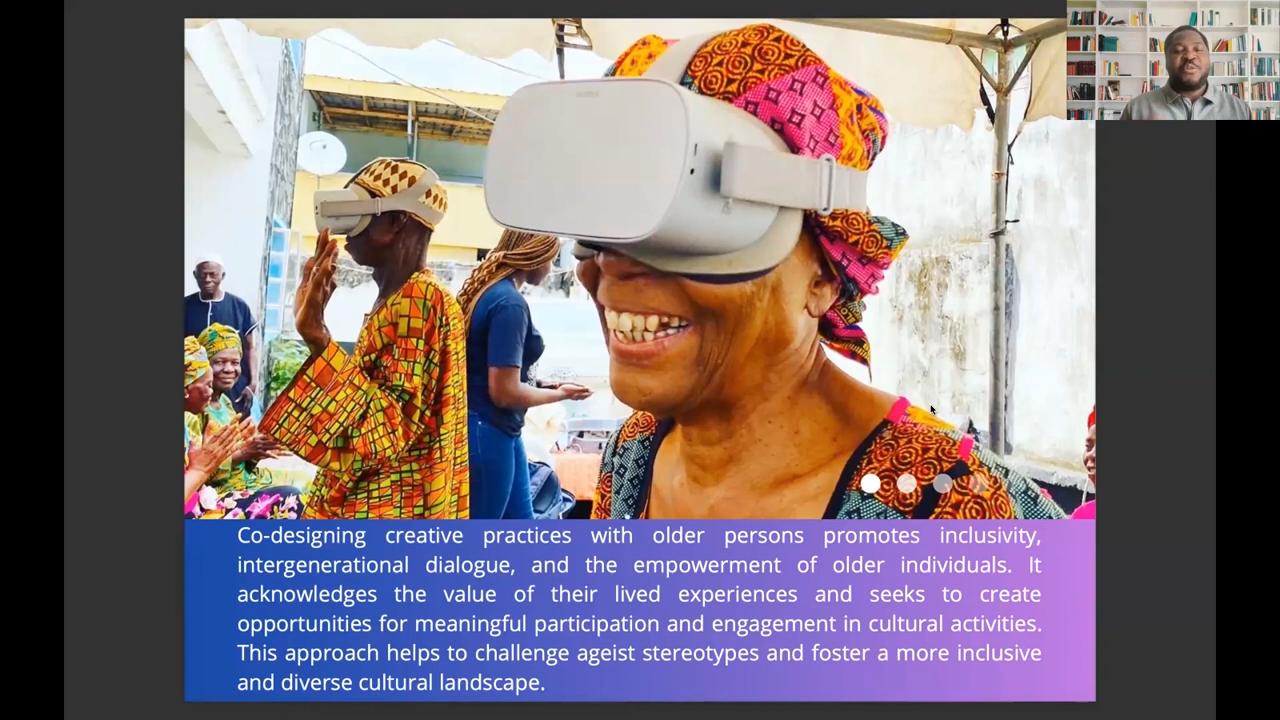 Co-designing creative practices with older persons promotes inclusivity,
intergenerational dialogue, and the empowerment of older individuals. It
acknowledges the value of their lived experiences and seeks to create
opportunities for meaningful participation and engagement in cultural activities.
This approach helps to challenge ageist stereotypes and foster a more inclusive
and diverse cultural landscape.